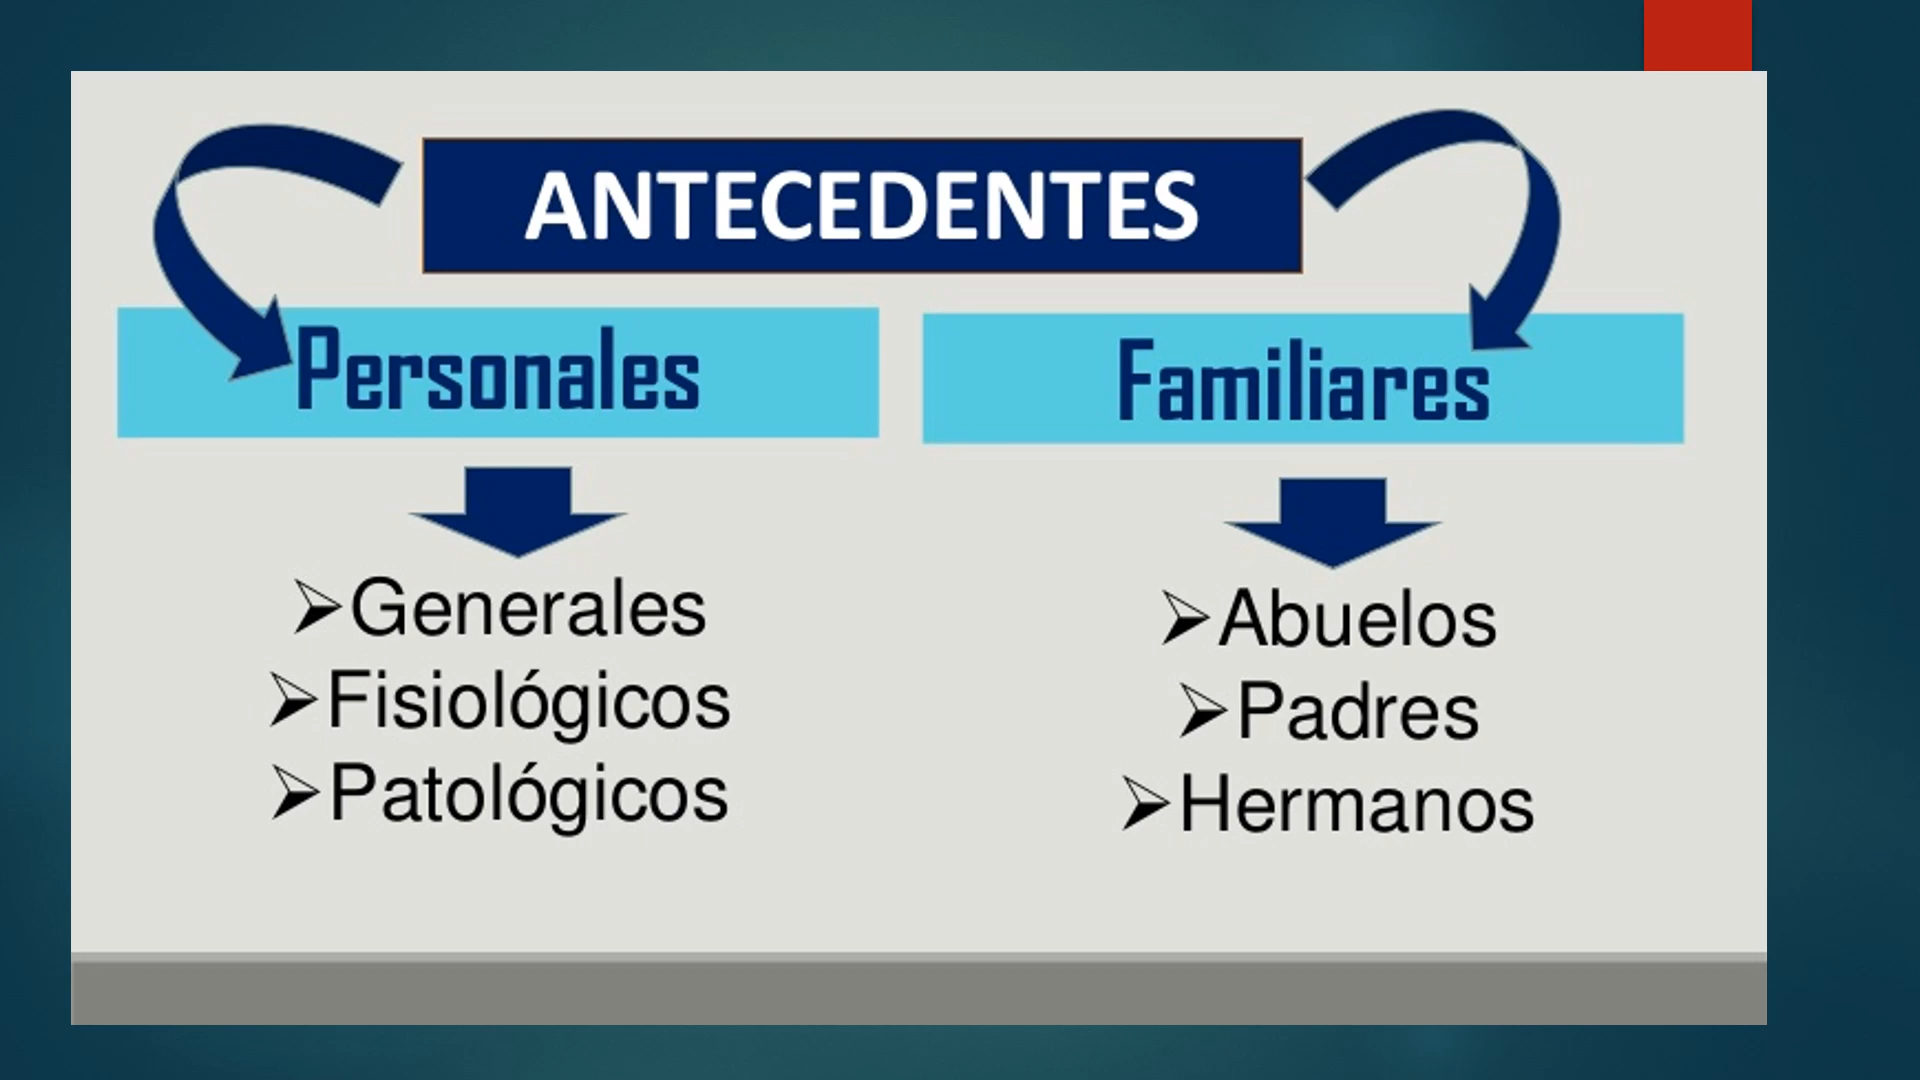 ANTECEDENTES
Personales
Generales
Fisiológicos
Patológicos
Familiares
Abuelos
Padres
Hermanos